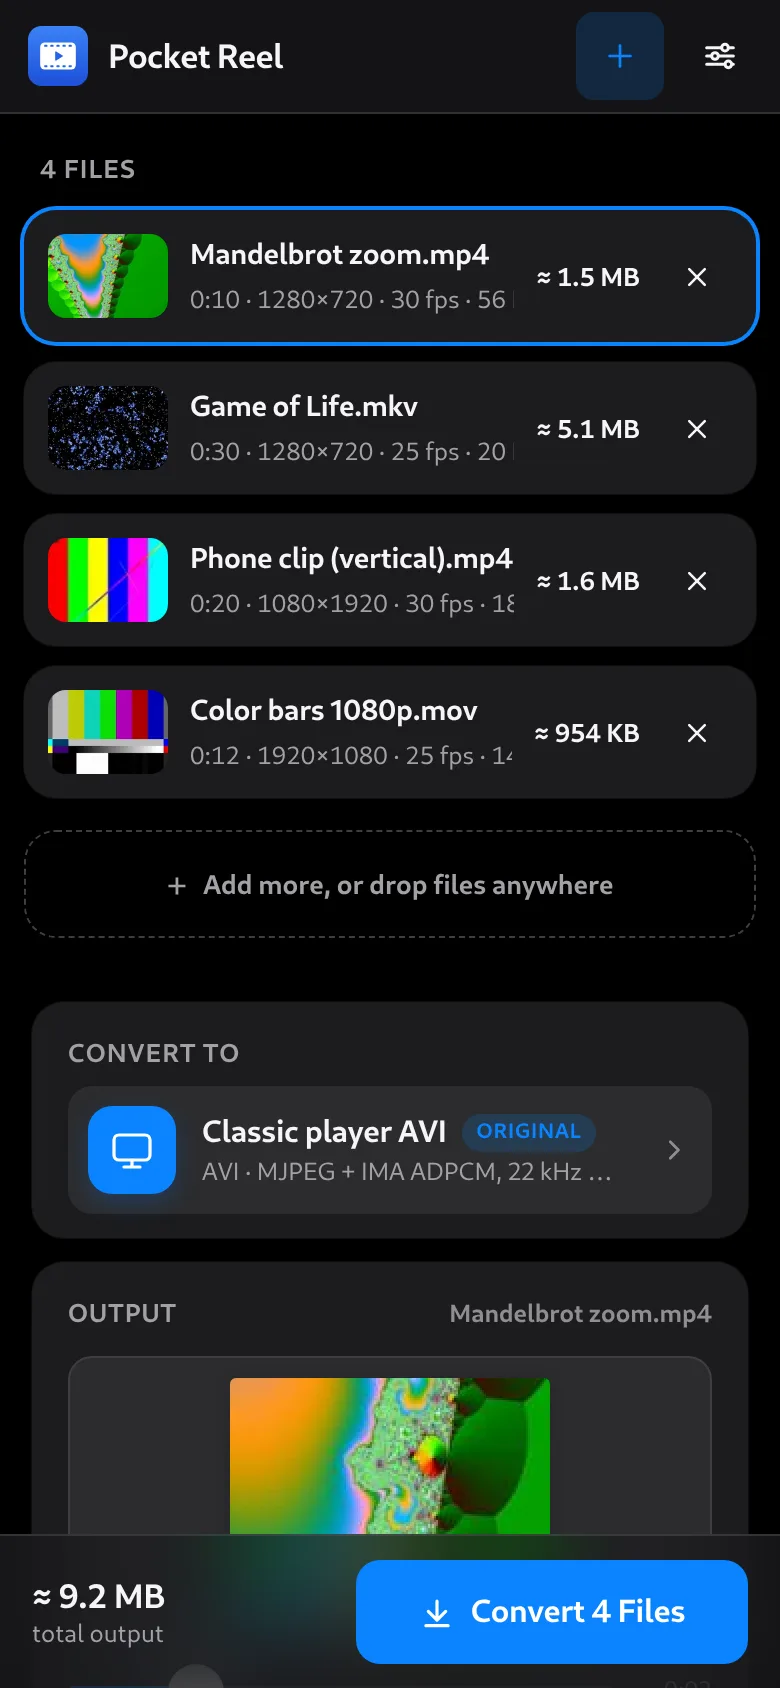 Pocket Reel
4 FILES
Mandelbrot zoom.mp4
0:10 · 1280×720 · 30 fps · 56
≈ 1.5 MB
Game of Life.mkv
0:30 · 1280×720 · 25 fps · 20
≈ 5.1 MB
Phone clip (vertical).mp4
0:20 · 1080×1920 · 30 fps · 18
≈ 1.6 MB
Color bars 1080p.mov
0:12 · 1920×1080 · 25 fps · 14
≈ 954 KB
+ Add more, or drop files anywhere
CONVERT TO
Classic player AVI ORIGINAL
AVI · MJPEG + IMA ADPCM, 22 kHz ...
OUTPUT
Mandelbrot zoom.mp4
≈ 9.2 MB
total output
Convert 4 Files